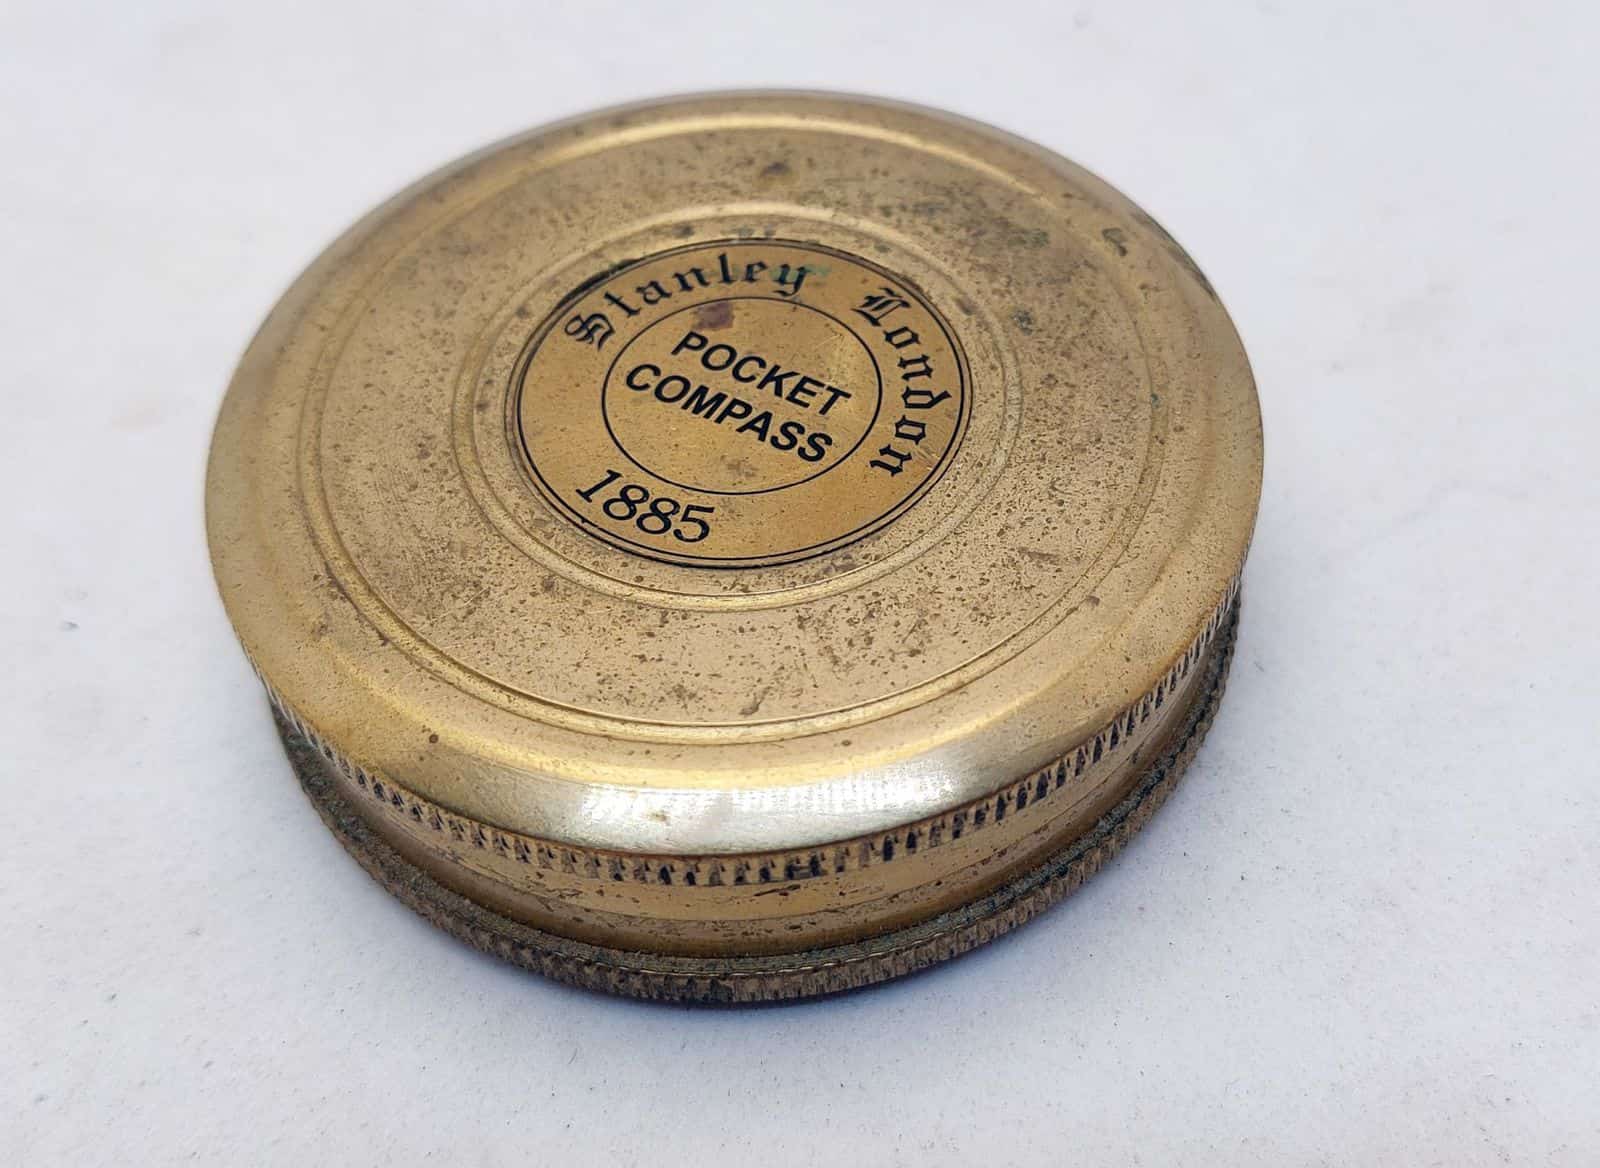 Stanley London
POCKET
COMPASS
1885